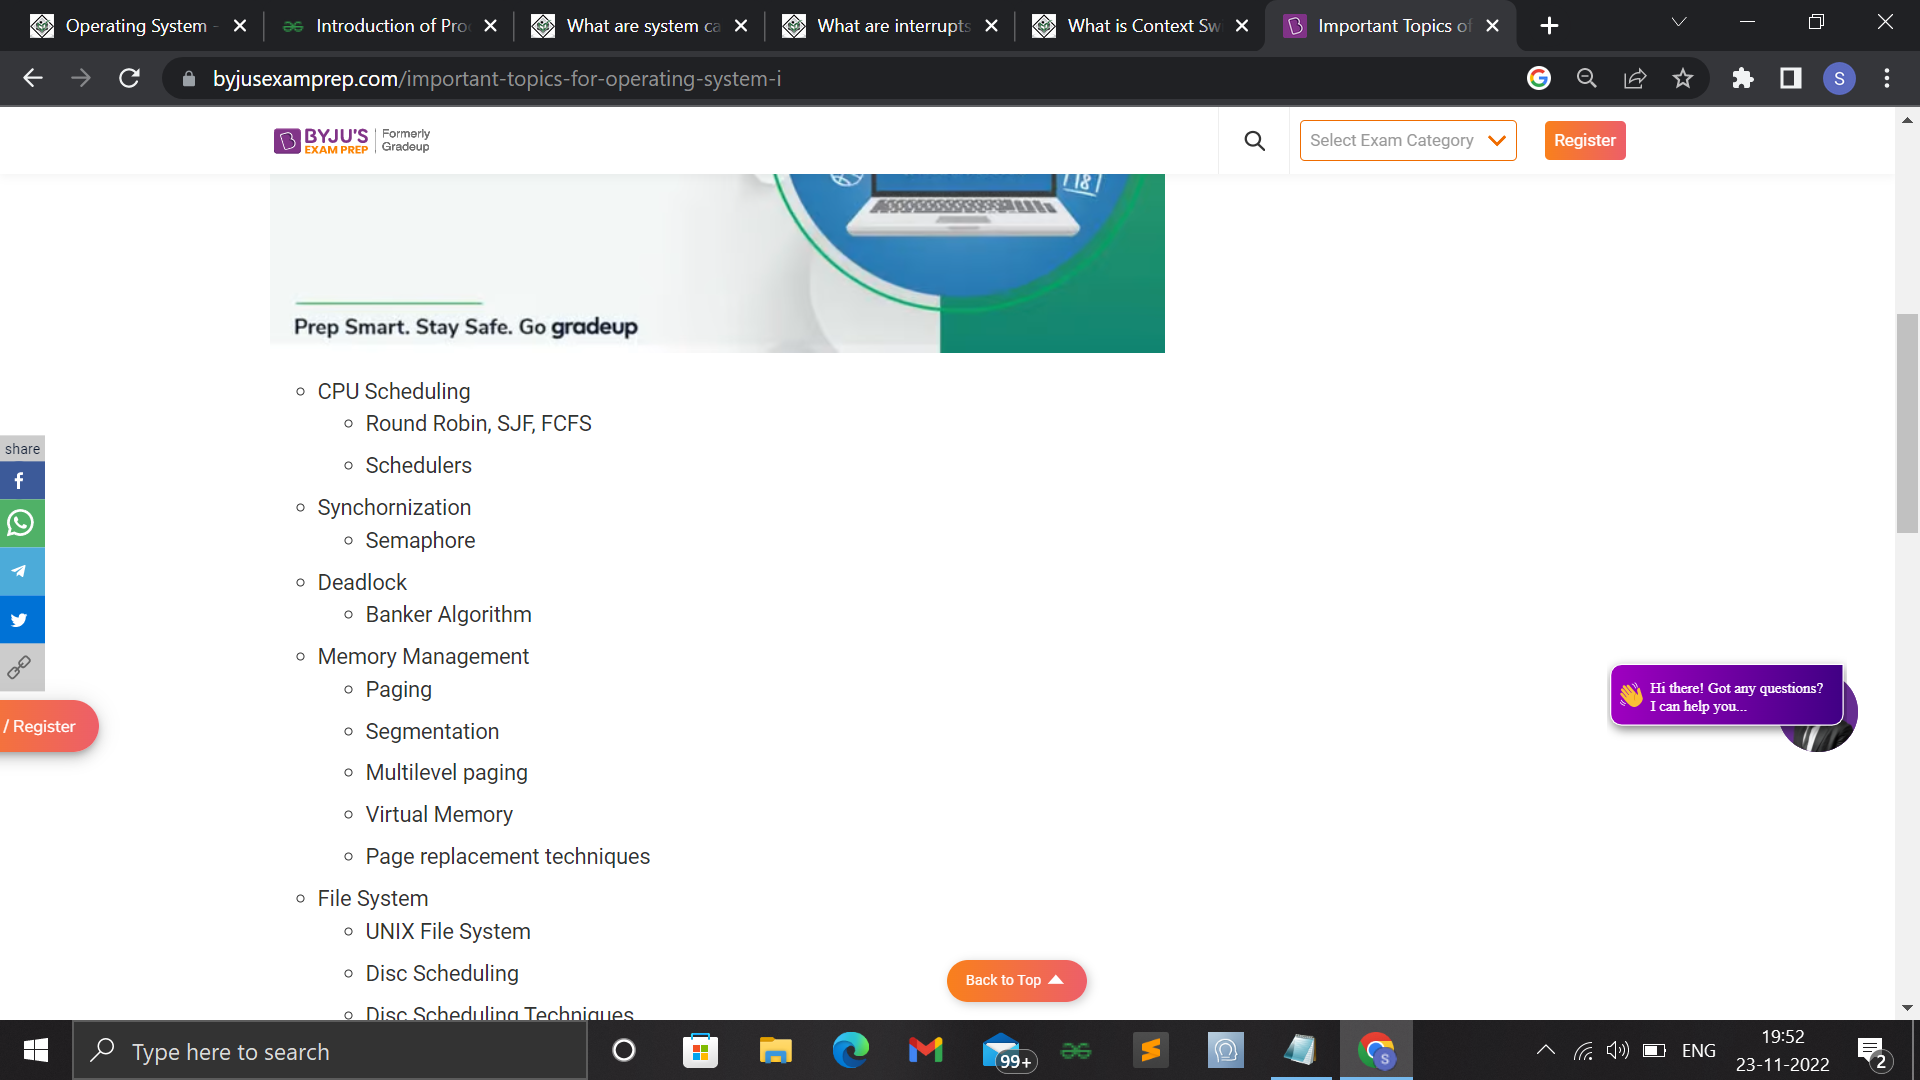 Operating System -
Introduction of Pro
What are system ca
What are interrupts
What is Context Sw
Important Topics of
byjusexamprep.com/important-topics-for-operating-system-i
S
BYJU'S
EXAM PREP
Formerly
Gradeup
Select Exam Category
Register
Prep Smart. Stay Safe. Go gradeup
CPU Scheduling
Round Robin, SJF, FCFS
Schedulers
Synchornization
Semaphore
Deadlock
Banker Algorithm
Memory Management
Paging
Segmentation
Multilevel paging
Virtual Memory
Page replacement techniques
File System
UNIX File System
Disc Scheduling
Disc Scheduling Techniques
share
/ Register
Hi there! Got any questions?
I can help you...
Back to Top
Type here to search
99+
S
ENG
19:52
23-11-2022
2